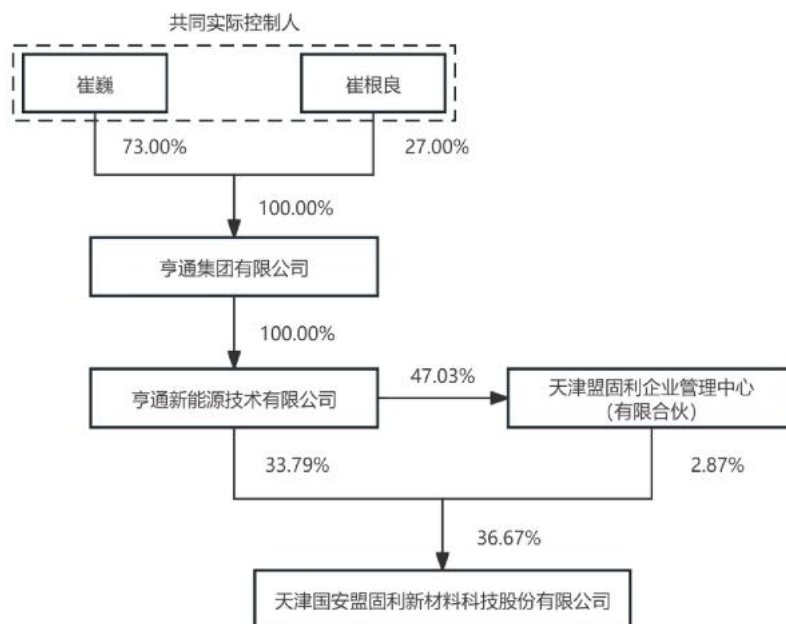 共同实际控制人
崔巍
崔根良
73.00%
27.00%
100.00%
亨通集团有限公司
100.00%
亨通新能源技术有限公司
47.03%
天津盟固利企业管理中心
（有限合伙）
33.79%
2.87%
36.67%
天津国安盟固利新材料科技股份有限公司